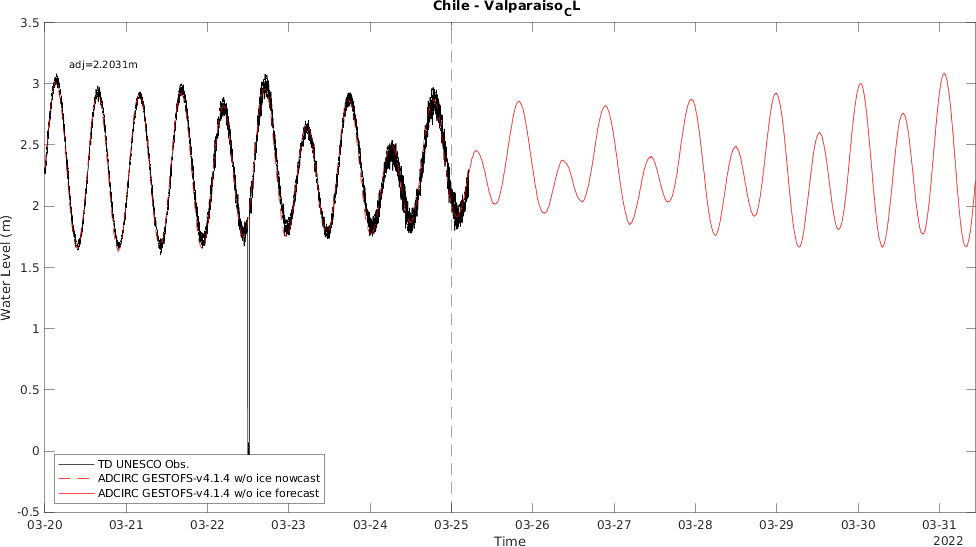 Chile - Valparaiso_CL
adj=2.2031m
3.5
3
2.5
2
1.5
1
0.5
0
-0.5
Water Level (m)
TD UNESCO Obs.
ADCIRC GESTOFS-v4.1.4 w/o ice nowcast
ADCIRC GESTOFS-v4.1.4 w/o ice forecast
03-20 03-21 03-22 03-23 03-24 03-25 03-26 03-27 03-28 03-29 03-30 03-31
Time
2022